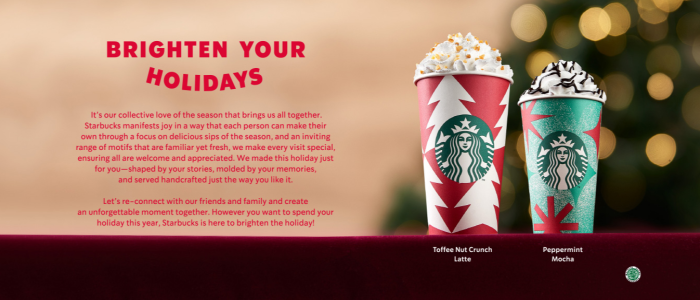 BRIGHTEN YOUR
HOLIDAYS
It's our collective love of the season that brings us all together.
Starbucks manifests joy in a way that each person can make their
own through a focus on delicious sips of the season, and an inviting
range of motifs that are familiar yet fresh, we make every visit special,
ensuring all are welcome and appreciated. We made this holiday just
for you—shaped by your stories, molded by your memories,
and served handcrafted just the way you like it.
Let's re–connect with our friends and family and create
an unforgettable moment together. However you want to spend your
holiday this year, Starbucks is here to brighten the holiday!
Toffee Nut Crunch
Latte
Peppermint
Mocha